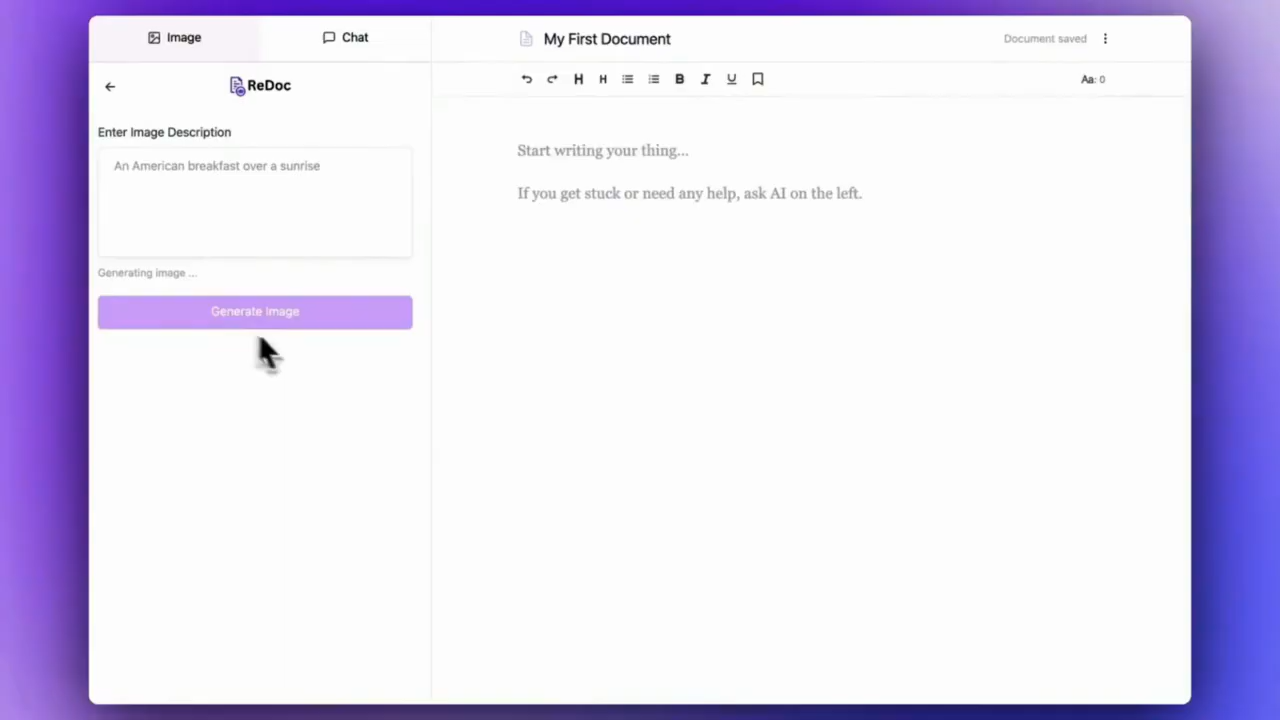 Image
Chat
ReDoc
Enter Image Description
An American breakfast over a sunrise
Generating image ...
Generate Image
My First Document
Document saved
H H B I U
Aa: 0
Start writing your thing...
If you get stuck or need any help, ask AI on the left.